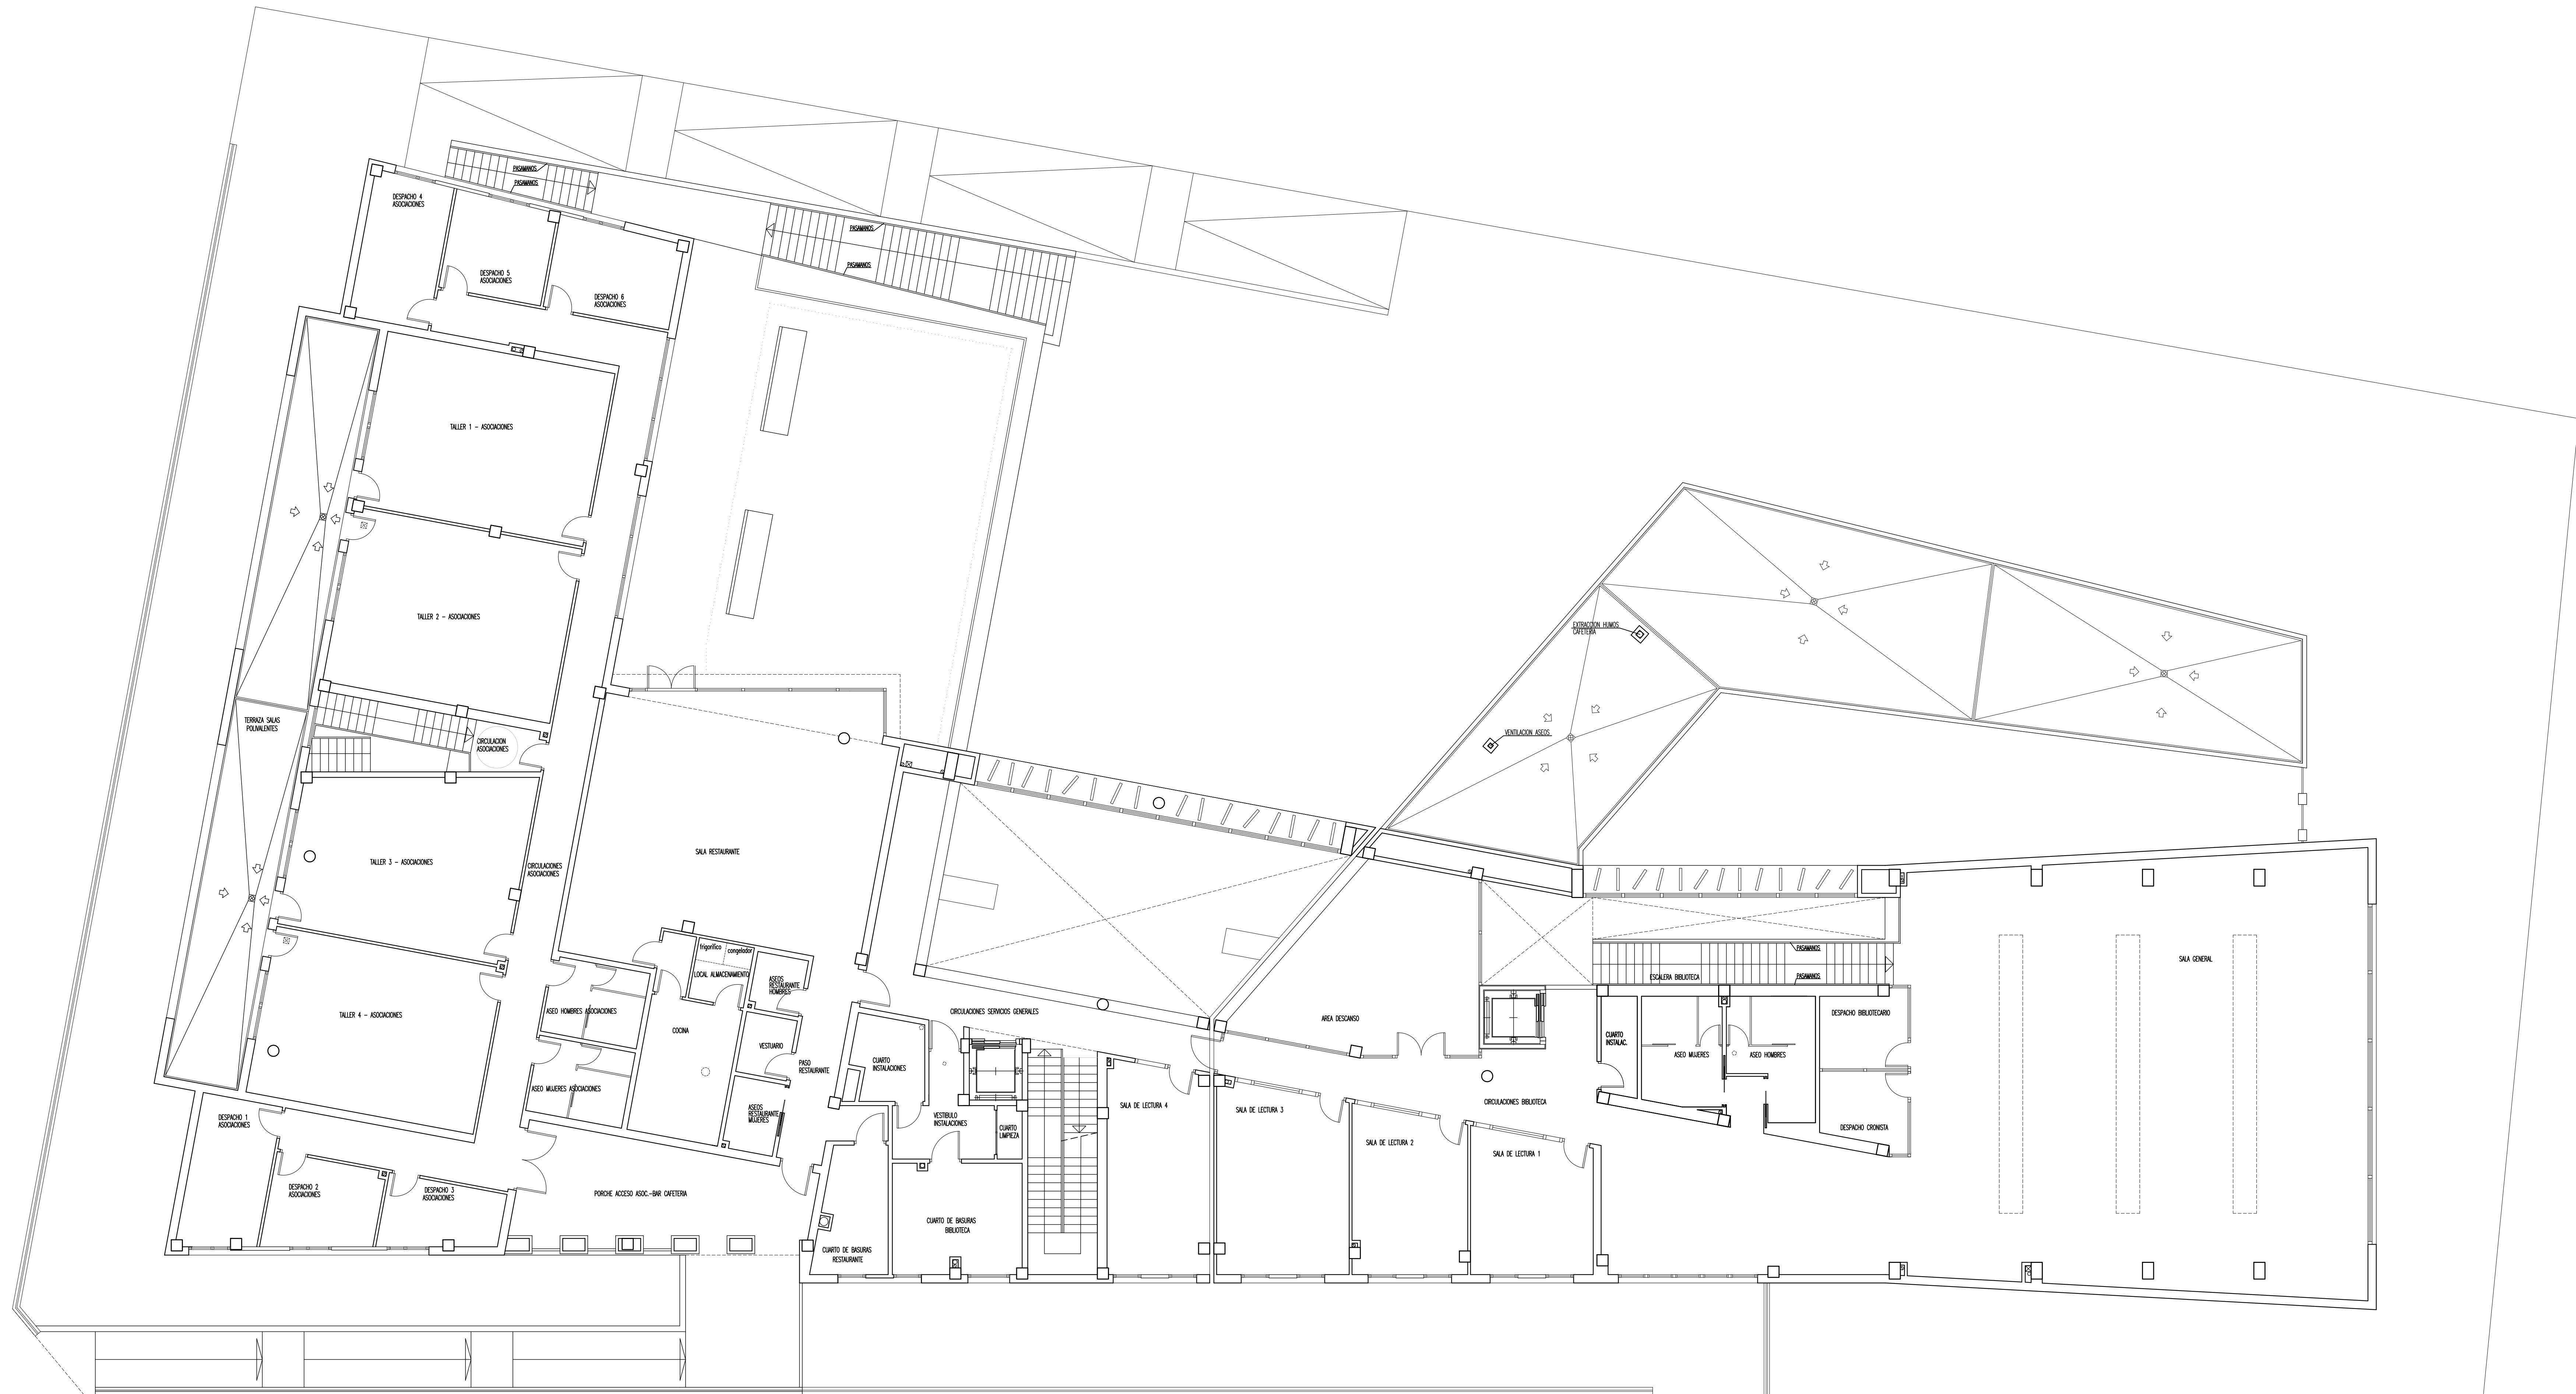 PASAMANOS
PASAMANOS
DESPACHO 4
ASOCIACIONES
PASAMANOS
PASAMANOS
DESPACHO 5
ASOCIACIONES
DESPACHO 6
ASOCIACIONES
TALLER 1 - ASOCIACIONES
TALLER 2 - ASOCIACIONES
EXTRACCION HUMOS
CAFETERIA
VENTILACION ASEOS
TERRAZA SALAS
POLIVALENTES
CIRCULACION
ASOCIACIONES
TALLER 3 - ASOCIACIONES
CIRCULACIONES
ASOCIACIONES
SALA RESTAURANTE
frigorífico
congelador
LOCAL ALMACENAMIENTO
ASEOS
RESTAURANTE
HOMBRES
PASAMANOS
PASAMANOS
ESCALERA BIBLIOTECA
SALA GENERAL
TALLER 4 - ASOCIACIONES
ASEO HOMBRES ASOCIACIONES
COCINA
VESTUARIO
PASO
RESTAURANTE
CIRCULACIONES SERVICIOS GENERALES
AREA DESCANSO
DESPACHO BIBLIOTECARIO
CUARTO
INSTALAC.
ASEO MUJERES
ASEO HOMBRES
CUARTO
INSTALACIONES
ASEO MUJERES ASOCIACIONES
ASEOS
RESTAURANTE
MUJERES
DESPACHO 1
ASOCIACIONES
VESTIBULO
INSTALACIONES
CUARTO
LIMPIEZA
SALA DE LECTURA 4
SALA DE LECTURA 3
CIRCULACIONES BIBLIOTECA
DESPACHO CRONISTA
SALA DE LECTURA 2
SALA DE LECTURA 1
DESPACHO 2
ASOCIACIONES
DESPACHO 3
ASOCIACIONES
PORCHE ACCESO ASOC.-BAR CAFETERIA
CUARTO DE BASURAS
BIBLIOTECA
CUARTO DE BASURAS
RESTAURANTE